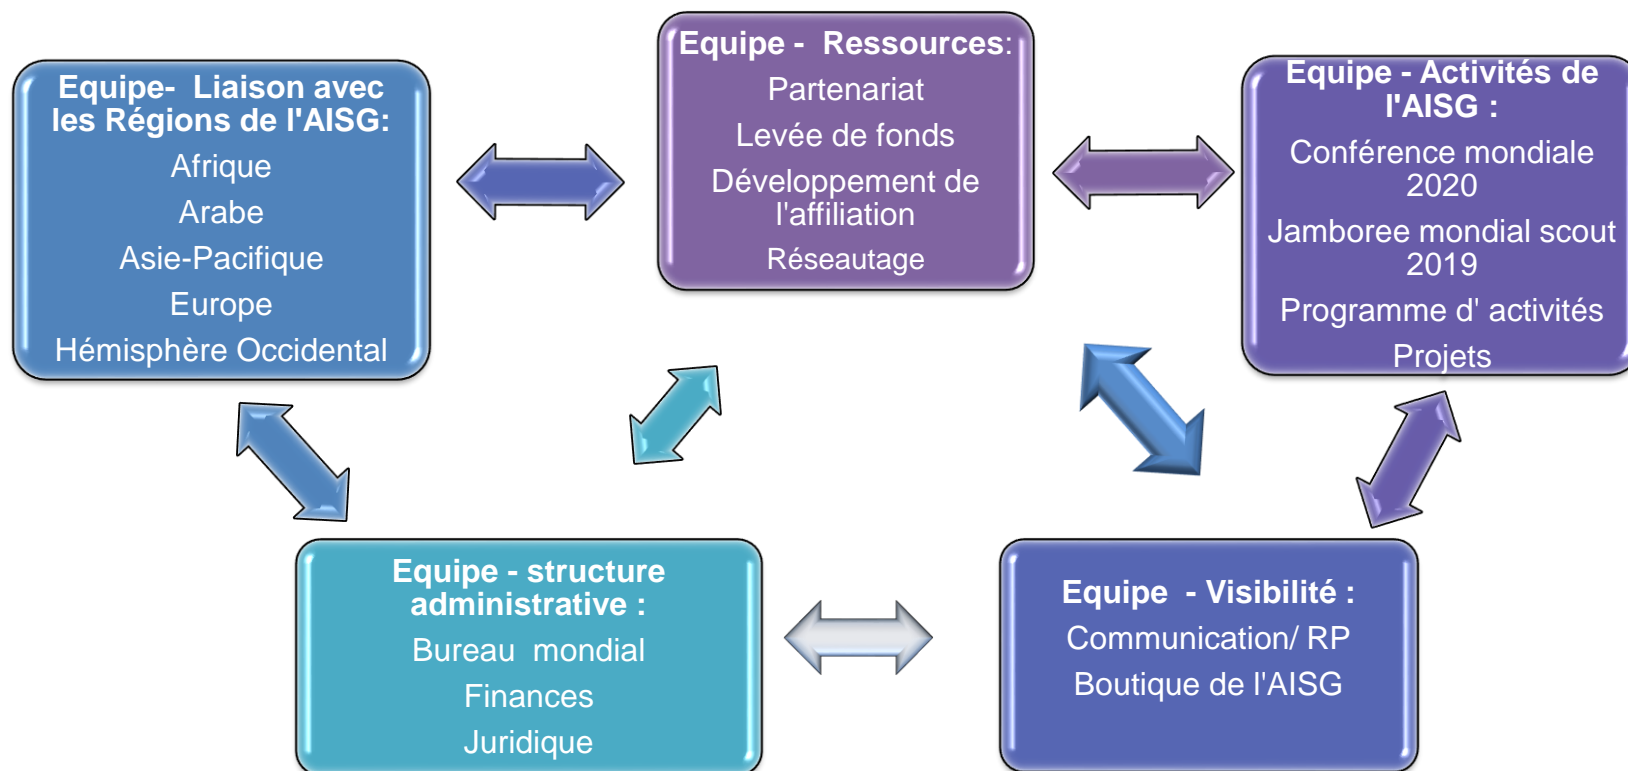 Equipe-  Liaison avec
les Régions de l'AISG:
Afrique
Arabe
Asie-Pacifique
Europe
Hémisphère Occidental
Equipe -  Ressources:
Partenariat
Levée de fonds
Développement de
l'affiliation
Réseautage
Equipe - Activités de
l'AISG :
Conférence mondiale
2020
Jamboree mondial scout
2019
Programme d' activités
Projets
Equipe - structure
administrative :
Bureau  mondial
Finances
Juridique
Equipe  - Visibilité :
Communication/ RP
Boutique de l'AISG